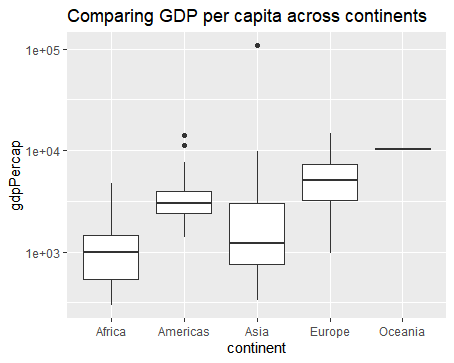 Comparing GDP per capita across continents
1e+05
1e+04
1e+03
gdpPercap
Africa
Americas
Asia
Europe
Oceania
continent